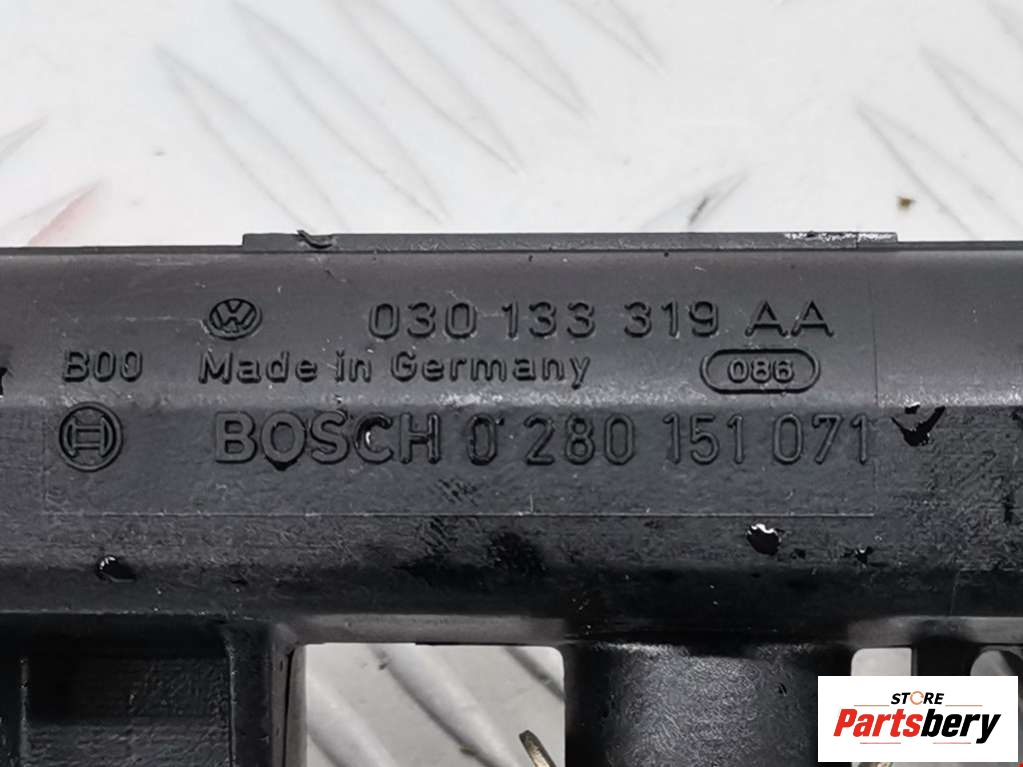 030 133 319 AA
B00 Made in Germany 086
BOSCH 0 280 151 071
STORE
Partsbery